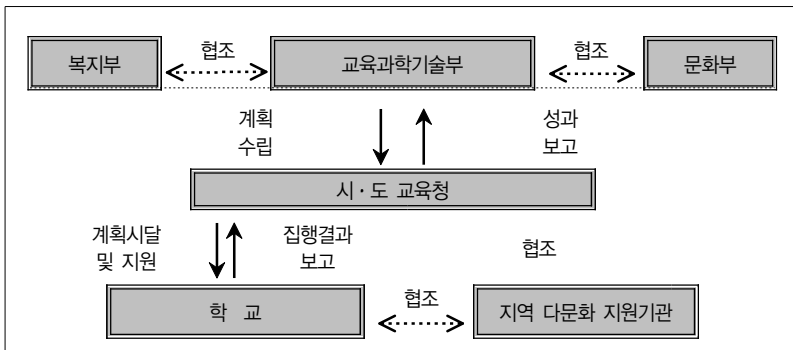 협조 협조
복지부 교육과학기술부 문화부
계획 성과
수립 보고
시·도 교육청
계획시달 집행결과
및 지원 보고 협조
학 교 협조 지역 다문화 지원기관